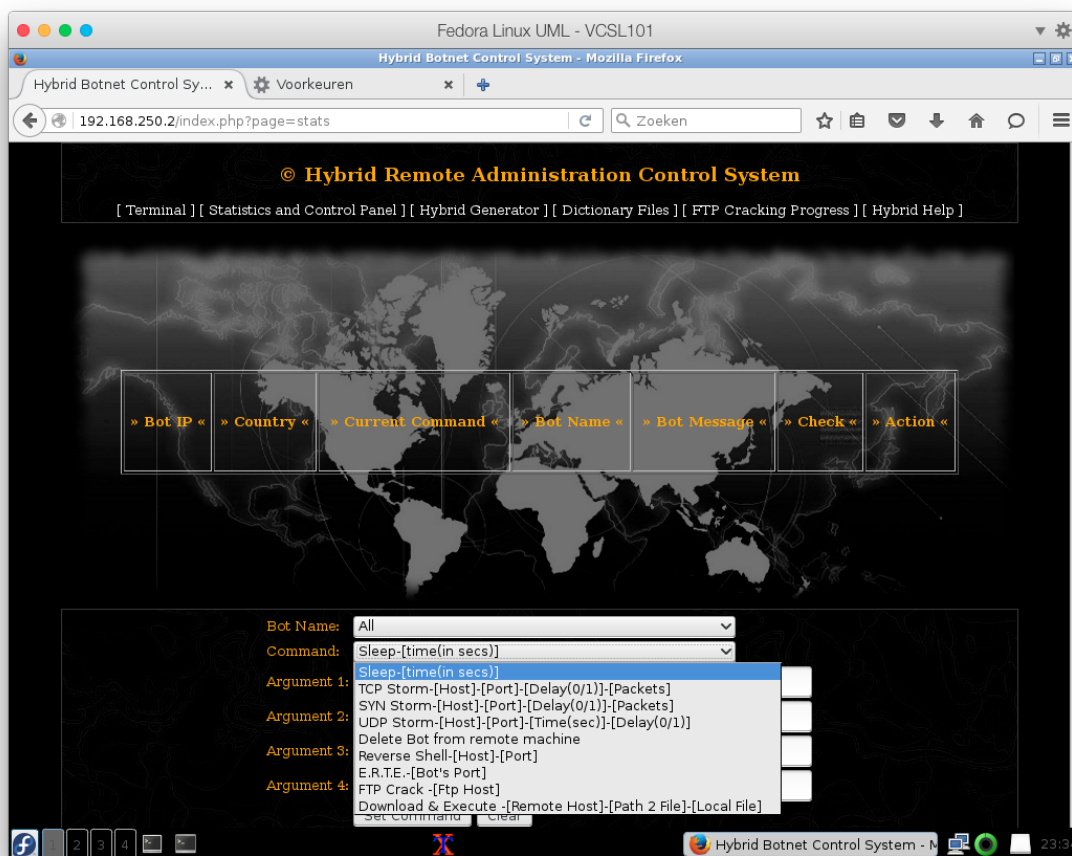 Fedora Linux UML - VCSL101
Hybrid Botnet Control System - Mozilla Firefox
Hybrid Botnet Control Sy...
Voorkeuren
192.168.250.2/index.php?page=stats
Zoeken
© Hybrid Remote Administration Control System
[ Terminal ] [ Statistics and Control Panel ] [ Hybrid Generator ] [ Dictionary Files ] [ FTP Cracking Progress ] [ Hybrid Help ]
» Bot IP « » Country « » Current Command « » Bot Name « » Bot Message « » Check « » Action «
Bot Name: All
Command: Sleep-[time(in secs)]
Sleep-[time(in secs)]
Argument 1:
TCP Storm-[Host]-[Port]-[Delay(0/1)]-[Packets]
SYN Storm-[Host]-[Port]-[Delay(0/1)]-[Packets]
Argument 2:
UDP Storm-[Host]-[Port]-[Time(sec)]-[Delay(0/1)]
Delete Bot from remote machine
Argument 3:
Reverse Shell-[Host]-[Port]
E.R.T.E.-[Bot's Port]
Argument 4:
FTP Crack -[Ftp Host]
Download & Execute -[Remote Host]-[Path 2 File]-[Local File]
Set Command Clear
1 2 3 4
Hybrid Botnet Control System - M
23:3